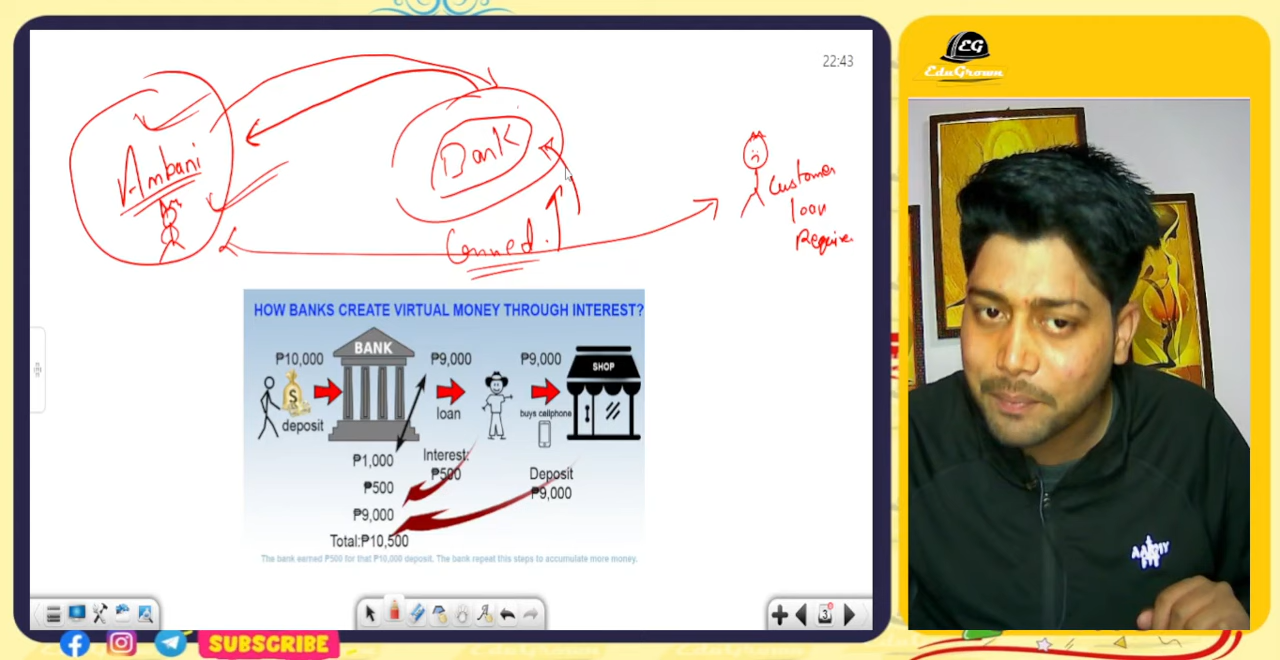 22:43
EG
EduGrown
Ambani
Bank
Customer
loan
Require
HOW BANKS CREATE VIRTUAL MONEY THROUGH INTEREST?
₱10,000
BANK
₱9,000
₱9,000
SHOP
deposit
loan
buys cellphone
₱1,000
Interest:
₱500
₱500
Deposit
₱9,000
₱9,000
Total:₱10,500
The bank earned ₱500 for that ₱10,000 deposit. The bank repeat this steps to accumulate more money.
3
SUBSCRIBE